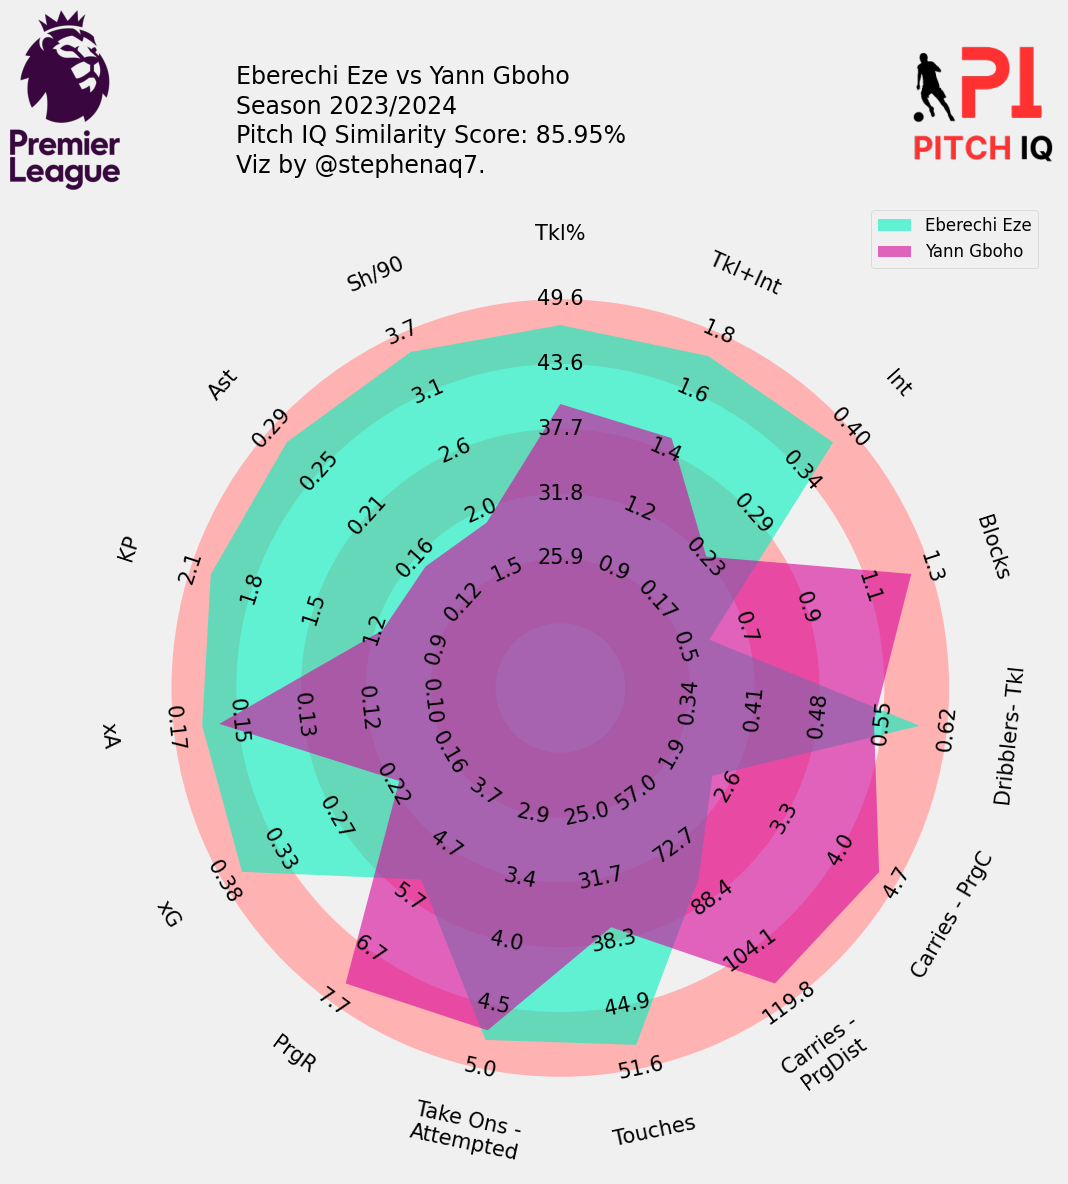 Premier
League
Eberechi Eze vs Yann Gboho
Season 2023/2024
Pitch IQ Similarity Score: 85.95%
Viz by @stephenaq7.
PI
PITCH IQ
Eberechi Eze
Yann Gboho
Tkl%
49.6
43.6
37.7
31.8
25.9
Tkl+Int
1.8
1.6
1.4
1.2
0.9
Int
0.40
0.34
0.29
0.23
0.17
Blocks
1.3
1.1
0.9
0.7
0.5
Dribblers- Tkl
0.62
0.55
0.48
0.41
0.34
Carries - PrgC
4.7
4.0
3.3
2.6
1.9
Carries -
PrgDist
119.8
104.1
88.4
72.7
57.0
Touches
51.6
44.9
38.3
31.7
25.0
Take Ons -
Attempted
5.0
4.5
4.0
3.4
2.9
PrgR
7.7
6.7
5.7
4.7
3.7
xG
0.38
0.33
0.27
0.22
0.16
xA
0.17
0.15
0.13
0.12
0.10
KP
2.1
1.8
1.5
1.2
0.9
Ast
0.29
0.25
0.21
0.16
0.12
Sh/90
3.7
3.1
2.6
2.0
1.5